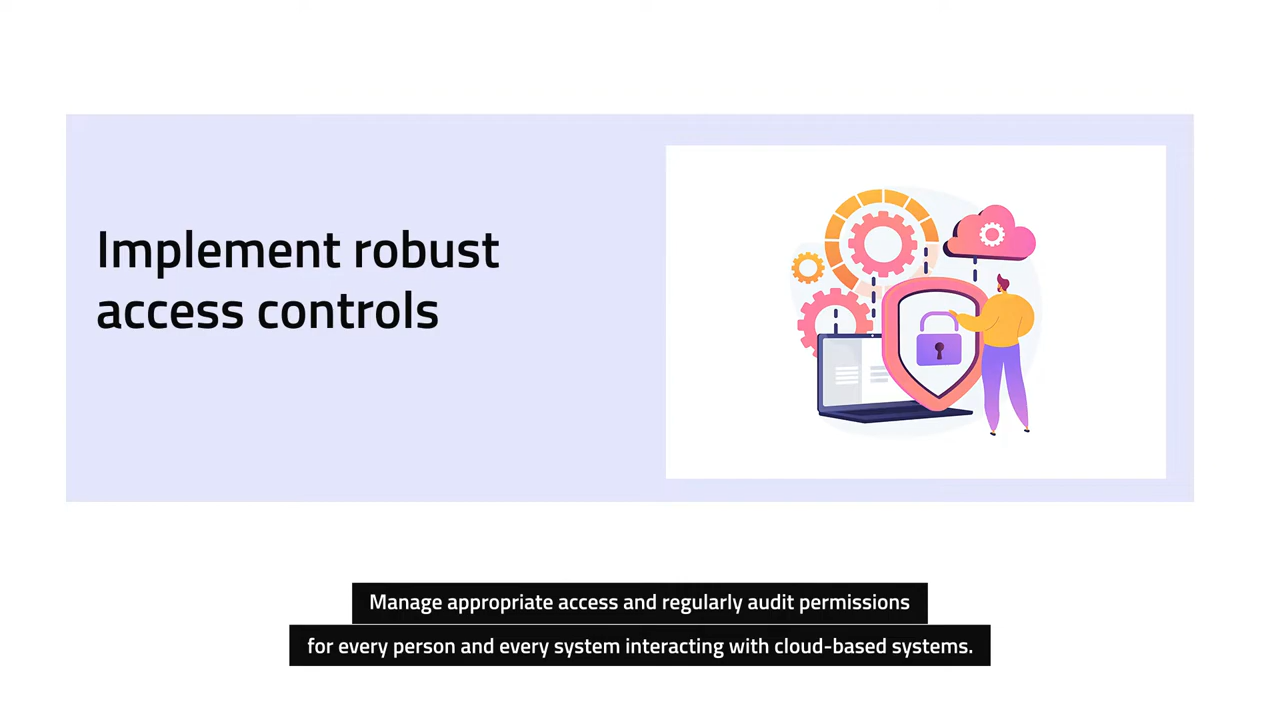 Implement robust
access controls
Manage appropriate access and regularly audit permissions
for every person and every system interacting with cloud-based systems.